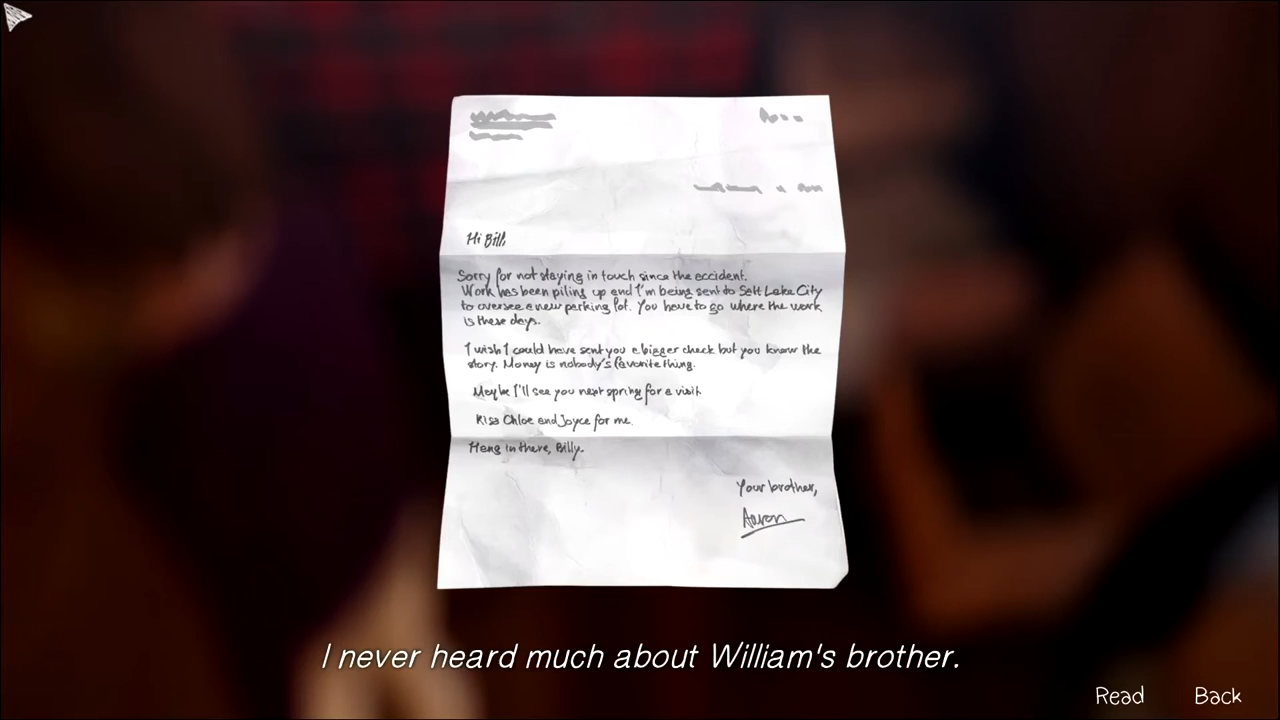 Hi Bill,
Sorry for not staying in touch since the accident.
Work has been piling up and I'm being sent to Salt Lake City
to oversee a new parking lot. You have to go where the work
is these days.
I wish I could have sent you a bigger check but you know the
story. Money is nobody's favorite thing.
Maybe I'll see you next spring for a visit.
Kiss Chloe and Joyce for me.
Hang in there, Billy.
Your brother,
Aaron
I never heard much about William's brother.
Read Back